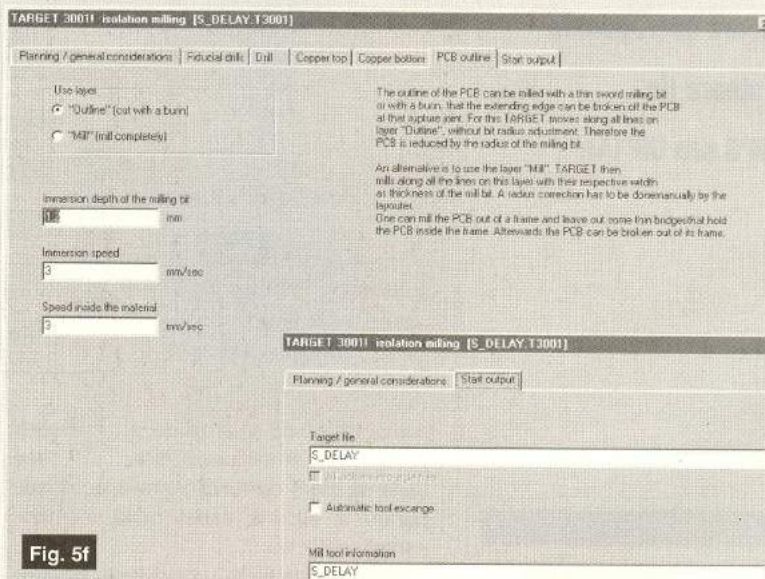 TARGET 3001! isolation milling [S_DELAY.T3001]
Planning / general considerations Fiducial drills Drill Copper top Copper bottom PCB outline Start output
Use layer
"Outline" (cut with a burin)
"Mill" (mill completely)
Immersion depth of the milling bit
mm
Immersion speed
3 mm/sec
Speed inside the material
3 mm/sec
The outline of the PCB can be milled with a thin sword milling bit
or with a burin, that the extending edge can be broken off the PCB
at that rupture joint. For this TARGET moves along all lines on
layer "Outline", without bit radius adjustment. Therefore the
PCB is reduced by the radius of the milling bit.
An alternative is to use the layer "Mill". TARGET then
mills along all the lines on this layer with their respective width
as thickness of the mill bit. A radius correction has to be donemanually by the
layouter.
One can mill the PCB out of a frame and leave out some thin bridgesthat hold
the PCB inside the frame. Afterwards the PCB can be broken out of its frame.
TARGET 3001! isolation milling [S_DELAY.T3001]
Planning / general considerations Start output
Target file
S_DELAY
Automatic tool excange
Mill tool information
S_DELAY
Fig. 5f